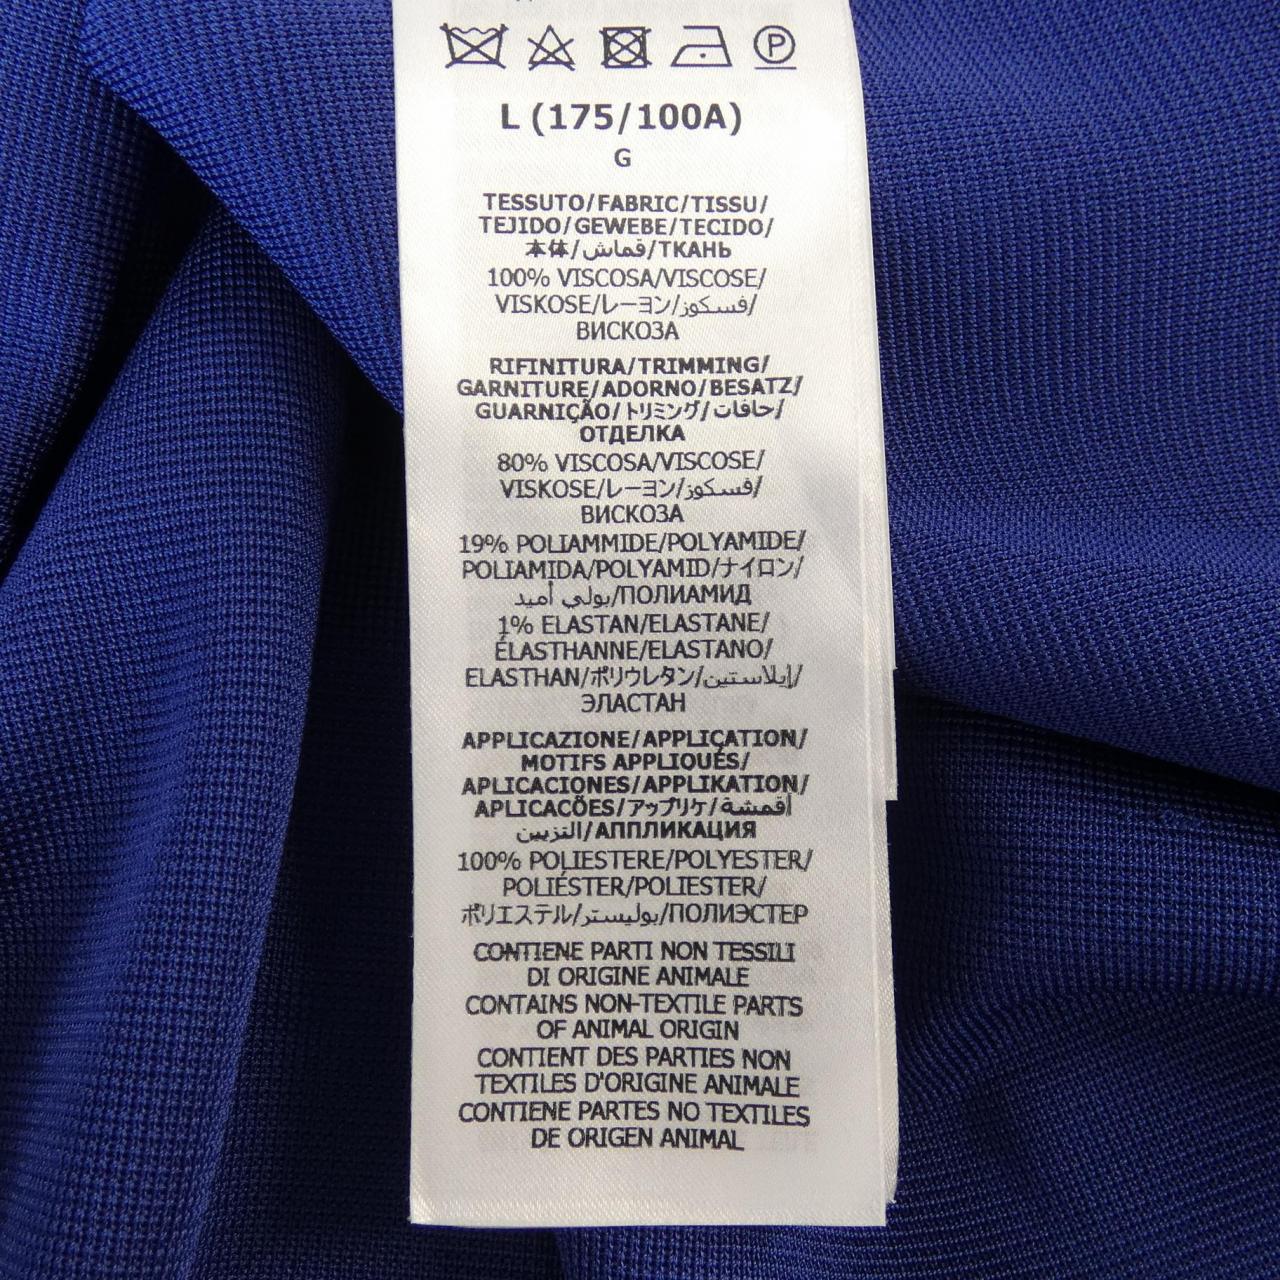 P
L (175/100A)
G
TESSUTO/FABRIC/TISSU/
TEJIDO/GEWEBE/TECIDO/
本体/قماش/ТКАНЬ
100% VISCOSA/VISCOSE/
VISKOSE/レーヨン/فسكوز/
ВИСКОЗА
RIFINITURA/TRIMMING/
GARNITURE/ADORNO/BESATZ/
GUARNIÇÃO/トリミング/حافات/
ОТДЕЛКА
80% VISCOSA/VISCOSE/
VISKOSE/レーヨン/فسكوز/
ВИСКОЗА
19% POLIAMMIDE/POLYAMIDE/
POLIAMIDA/POLYAMID/ナイロン/
بولي أميد/ПОЛИАМИД
1% ELASTAN/ELASTANE/
ÉLASTHANNE/ELASTANO/
ELASTHAN/ポリウレタン/إيلاستين/
ЭЛАСТАН
APPLICAZIONE/APPLICATION/
MOTIFS APPLIQUÉS/
APLICACIONES/APPLIKATION/
APLICACÕES/アップリケ/أقمشة
التزيين/АППЛИКАЦИЯ
100% POLIESTERE/POLYESTER/
POLIÉSTER/POLIESTER/
ポリエステル/بوليستر/ПОЛИЭСТЕР
CONTIENE PARTI NON TESSILI
DI ORIGINE ANIMALE
CONTAINS NON-TEXTILE PARTS
OF ANIMAL ORIGIN
CONTIENT DES PARTIES NON
TEXTILES D'ORIGINE ANIMALE
CONTIENE PARTES NO TEXTILES
DE ORIGEN ANIMAL